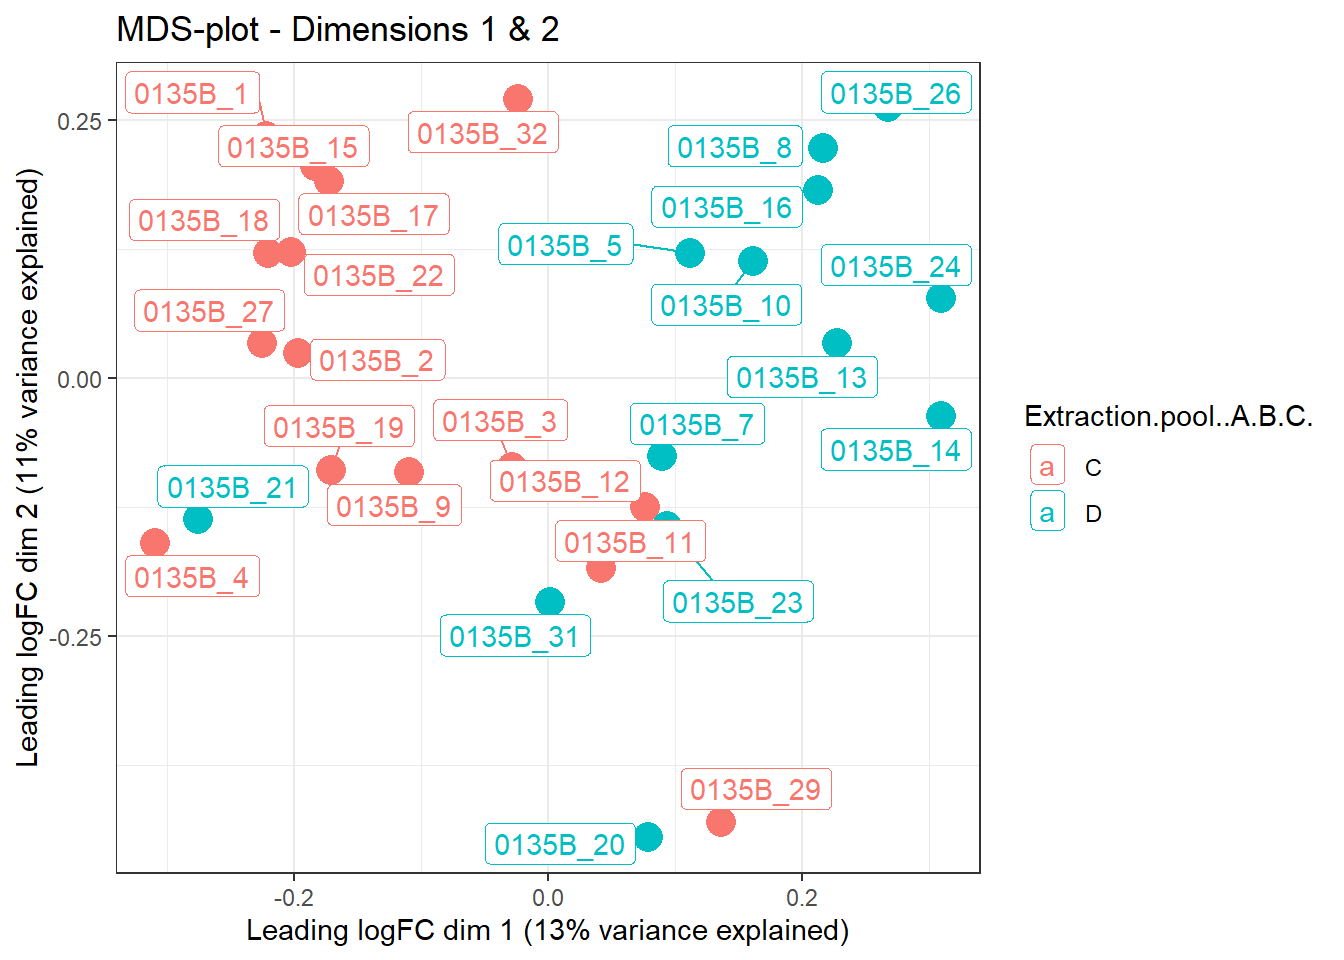 MDS-plot - Dimensions 1 & 2
Leading logFC dim 2 (11% variance explained)
0.25
0.00
-0.25
0135B_1
0135B_26
0135B_32
0135B_15
0135B_8
0135B_16
0135B_17
0135B_18
0135B_5
0135B_24
0135B_22
0135B_10
0135B_27
0135B_2
0135B_13
0135B_3
0135B_19
0135B_7
0135B_14
0135B_12
0135B_21
0135B_9
0135B_11
0135B_4
0135B_23
0135B_31
0135B_29
0135B_20
-0.2
0.0
0.2
Leading logFC dim 1 (13% variance explained)
Extraction.pool..A.B.C.
a C
a D